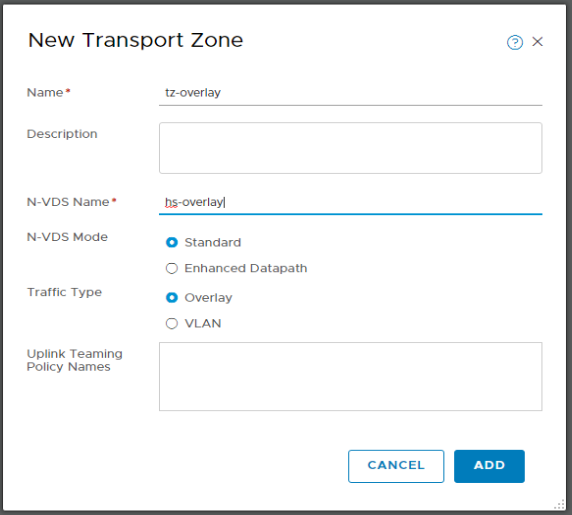 New Transport Zone
?
Name*
tz-overlay
Description
N-VDS Name*
hs-overlay
N-VDS Mode
Standard
Enhanced Datapath
Traffic Type
Overlay
VLAN
Uplink Teaming
Policy Names
CANCEL
ADD